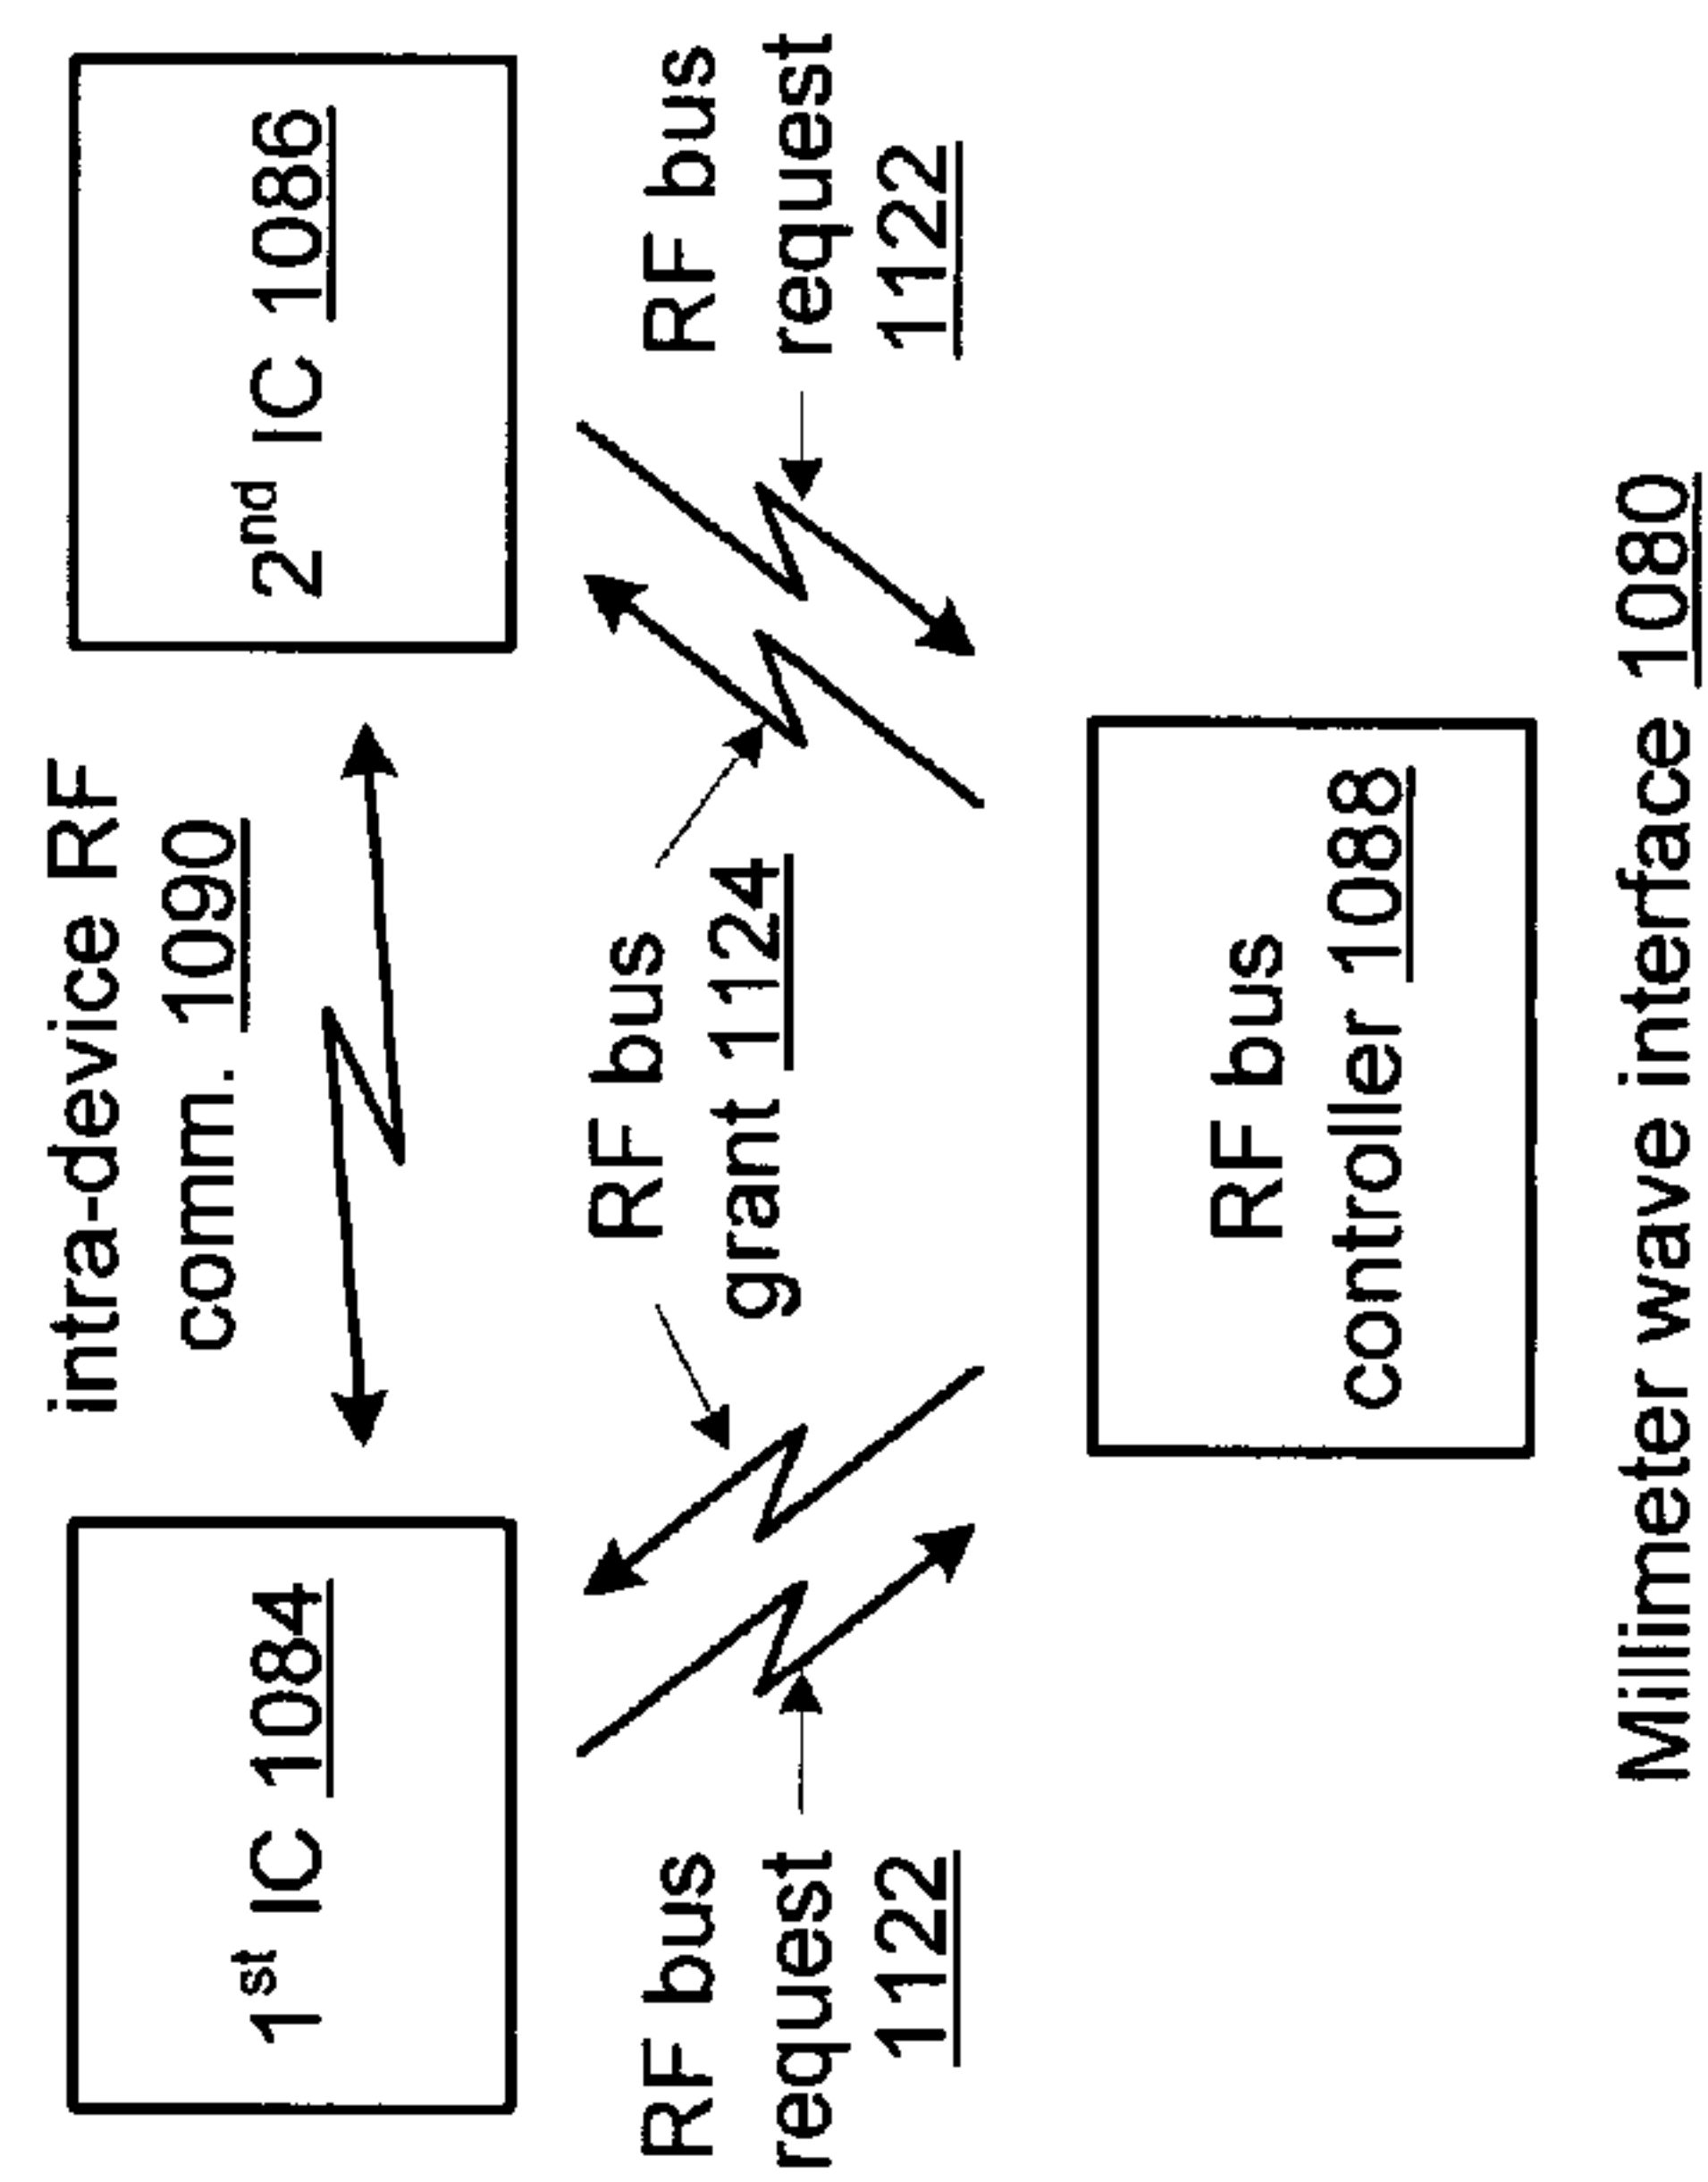 intra-device RF
comm. 1090
1st IC 1084
2nd IC 1086
RF bus
request
1122
RF bus
grant 1124
RF bus
request
1122
RF bus
controller 1088
Millimeter wave interface 1080